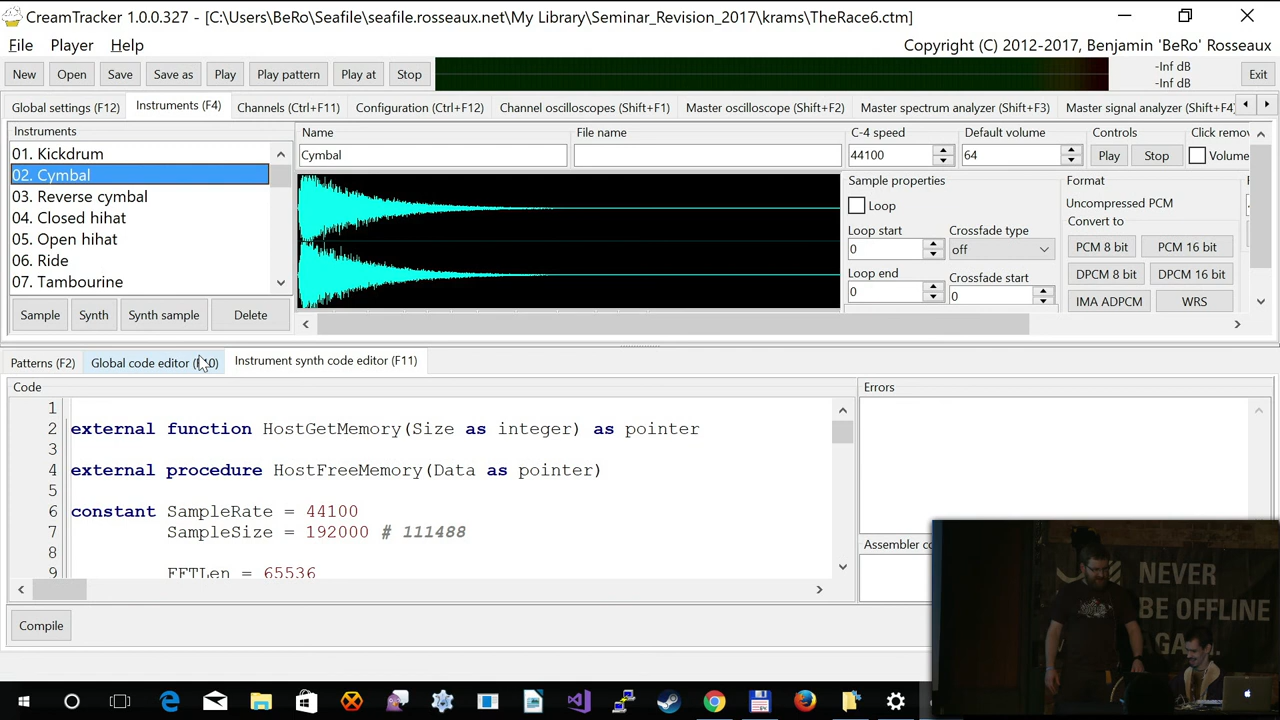 CreamTracker 1.0.0.327 - [C:\Users\BeRo\Seafile\seafile.rosseaux.net\My Library\Seminar_Revision_2017\krams\TheRace6.ctm]
File Player Help Copyright (C) 2012-2017, Benjamin 'BeRo' Rosseaux
New Open Save Save as Play Play pattern Play at Stop -Inf dB Exit
-Inf dB
Global settings (F12) Instruments (F4) Channels (Ctrl+F11) Configuration (Ctrl+F12) Channel oscilloscopes (Shift+F1) Master oscilloscope (Shift+F2) Master spectrum analyzer (Shift+F3) Master signal analyzer (Shift+F4)
Instruments Name File name C-4 speed Default volume Controls Click remov
01. Kickdrum Cymbal 44100 64 Play Stop Volume
02. Cymbal
Sample properties Format
03. Reverse cymbal Loop Uncompressed PCM
04. Closed hihat Convert to
05. Open hihat Loop start Crossfade type
0 off PCM 8 bit PCM 16 bit
06. Ride
07. Tambourine Loop end Crossfade start DPCM 8 bit DPCM 16 bit
0 0 IMA ADPCM WRS
Sample Synth Synth sample Delete
Patterns (F2) Global code editor Instrument synth code editor (F11)
Code Errors
1
2 external function HostGetMemory(Size as integer) as pointer
3
4 external procedure HostFreeMemory(Data as pointer)
5
6 constant SampleRate = 44100
7 SampleSize = 192000 # 111488
8
9 FFTLen = 65536
Assembler co
Compile
NEVER
BE OFFLINE
AGA